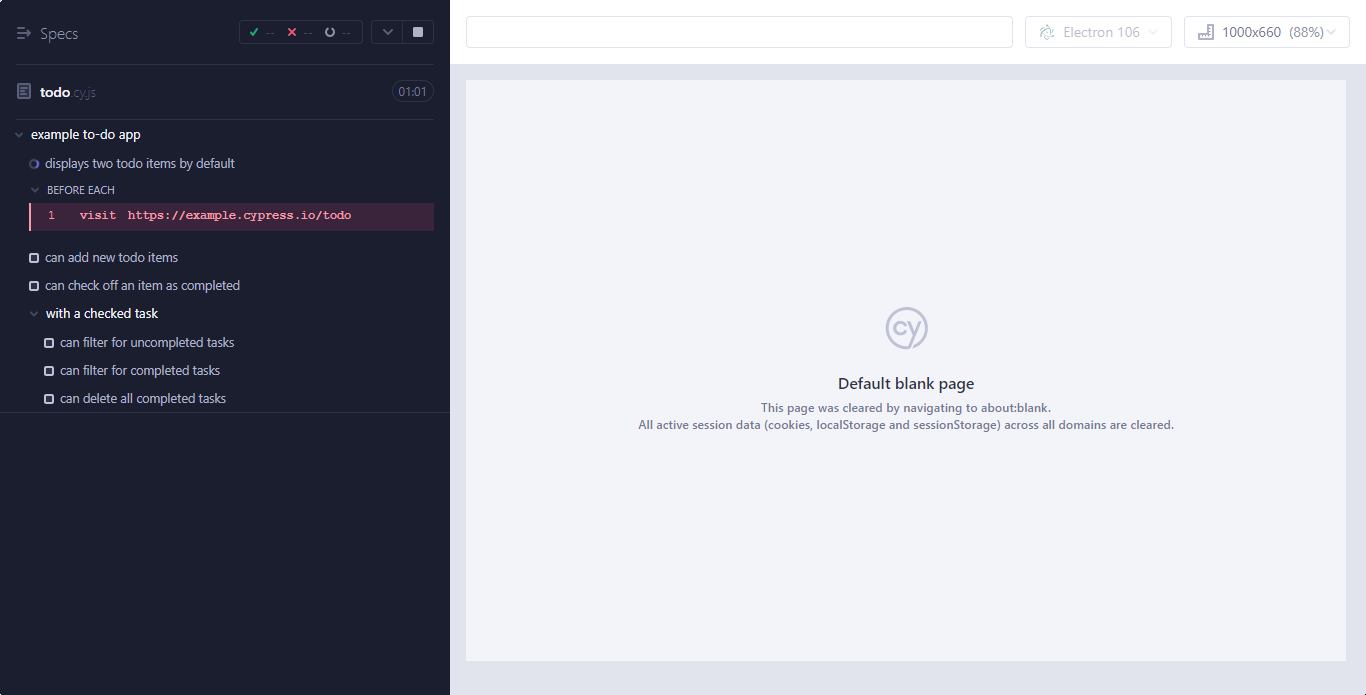 Specs
--
--
--
Electron 106
1000x660 (88%)
todo.cy.js
01:01
example to-do app
displays two todo items by default
BEFORE EACH
1 visit https://example.cypress.io/todo
can add new todo items
can check off an item as completed
with a checked task
can filter for uncompleted tasks
can filter for completed tasks
can delete all completed tasks
cy
Default blank page
This page was cleared by navigating to about:blank.
All active session data (cookies, localStorage and sessionStorage) across all domains are cleared.